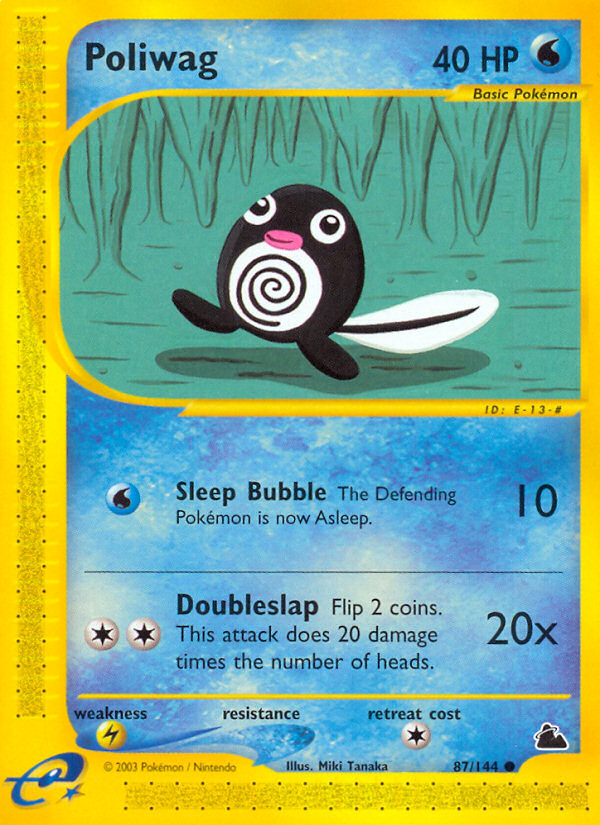 Poliwag 40 HP
Basic Pokémon
ID: E-13-#
Sleep Bubble The Defending 10
Pokémon is now Asleep.
Doubleslap Flip 2 coins.
This attack does 20 damage 20x
times the number of heads.
weakness resistance retreat cost
© 2003 Pokémon / Nintendo Illus. Miki Tanaka 87/144
e